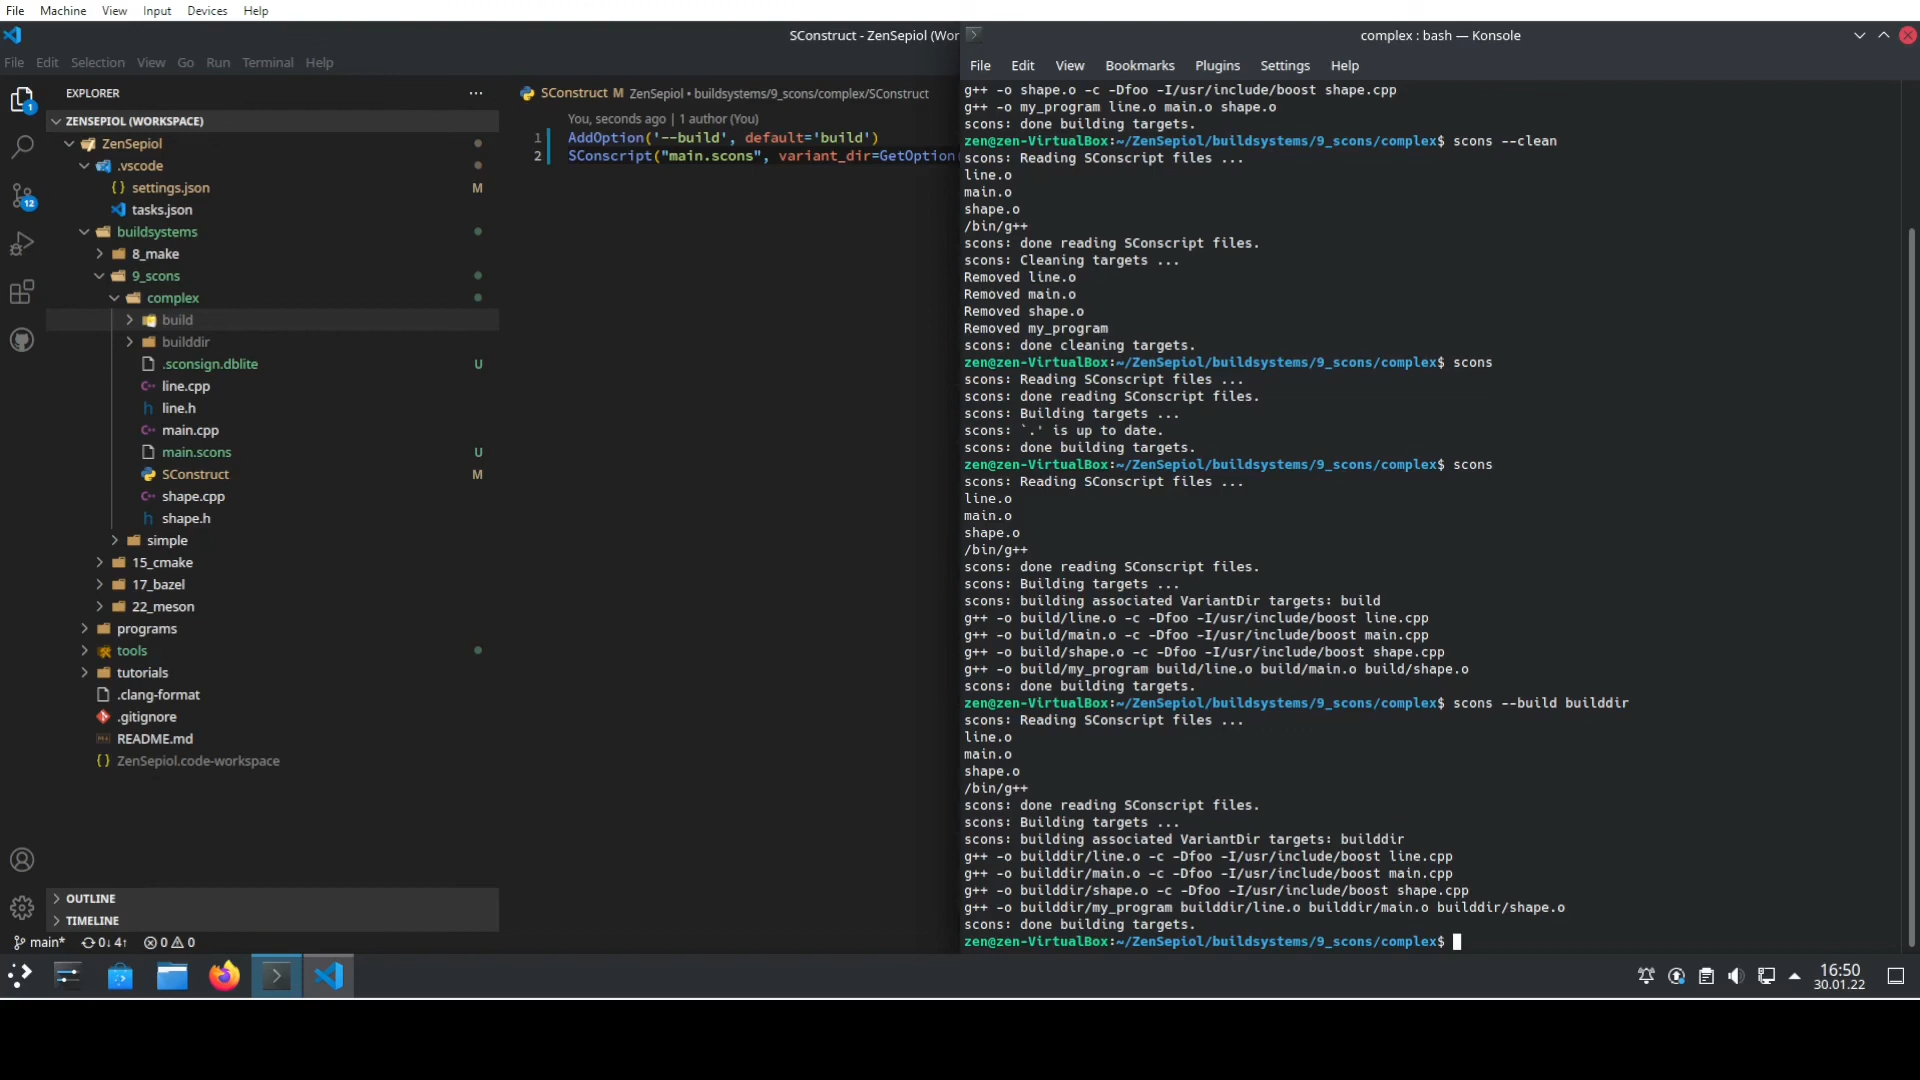 File Machine View Input Devices Help
SConstruct - ZenSepiol (Wor
File Edit Selection View Go Run Terminal Help
EXPLORER
ZENSEPIOL (WORKSPACE)
ZenSepiol
.vscode
settings.json M
tasks.json
buildsystems
8_make
9_scons
complex
build
builddir
.sconsign.dblite U
line.cpp
line.h
main.cpp
main.scons U
SConstruct M
shape.cpp
shape.h
simple
15_cmake
17_bazel
22_meson
programs
tools
tutorials
.clang-format
.gitignore
README.md
ZenSepiol.code-workspace
OUTLINE
TIMELINE
main* 0↓ 4↑ 0 0
1
12
SConstruct M ZenSepiol • buildsystems/9_scons/complex/SConstruct
You, seconds ago | 1 author (You)
1 AddOption('--build', default='build')
2 SConscript("main.scons", variant_dir=GetOption(
complex : bash — Konsole
File Edit View Bookmarks Plugins Settings Help
g++ -o shape.o -c -Dfoo -I/usr/include/boost shape.cpp
g++ -o my_program line.o main.o shape.o
scons: done building targets.
zen@zen-VirtualBox:~/ZenSepiol/buildsystems/9_scons/complex$ scons --clean
scons: Reading SConscript files ...
line.o
main.o
shape.o
/bin/g++
scons: done reading SConscript files.
scons: Cleaning targets ...
Removed line.o
Removed main.o
Removed shape.o
Removed my_program
scons: done cleaning targets.
zen@zen-VirtualBox:~/ZenSepiol/buildsystems/9_scons/complex$ scons
scons: Reading SConscript files ...
scons: done reading SConscript files.
scons: Building targets ...
scons: `.' is up to date.
scons: done building targets.
zen@zen-VirtualBox:~/ZenSepiol/buildsystems/9_scons/complex$ scons
scons: Reading SConscript files ...
line.o
main.o
shape.o
/bin/g++
scons: done reading SConscript files.
scons: Building targets ...
scons: building associated VariantDir targets: build
g++ -o build/line.o -c -Dfoo -I/usr/include/boost line.cpp
g++ -o build/main.o -c -Dfoo -I/usr/include/boost main.cpp
g++ -o build/shape.o -c -Dfoo -I/usr/include/boost shape.cpp
g++ -o build/my_program build/line.o build/main.o build/shape.o
scons: done building targets.
zen@zen-VirtualBox:~/ZenSepiol/buildsystems/9_scons/complex$ scons --build builddir
scons: Reading SConscript files ...
line.o
main.o
shape.o
/bin/g++
scons: done reading SConscript files.
scons: Building targets ...
scons: building associated VariantDir targets: builddir
g++ -o builddir/line.o -c -Dfoo -I/usr/include/boost line.cpp
g++ -o builddir/main.o -c -Dfoo -I/usr/include/boost main.cpp
g++ -o builddir/shape.o -c -Dfoo -I/usr/include/boost shape.cpp
g++ -o builddir/my_program builddir/line.o builddir/main.o builddir/shape.o
scons: done building targets.
zen@zen-VirtualBox:~/ZenSepiol/buildsystems/9_scons/complex$
16:50
30.01.22